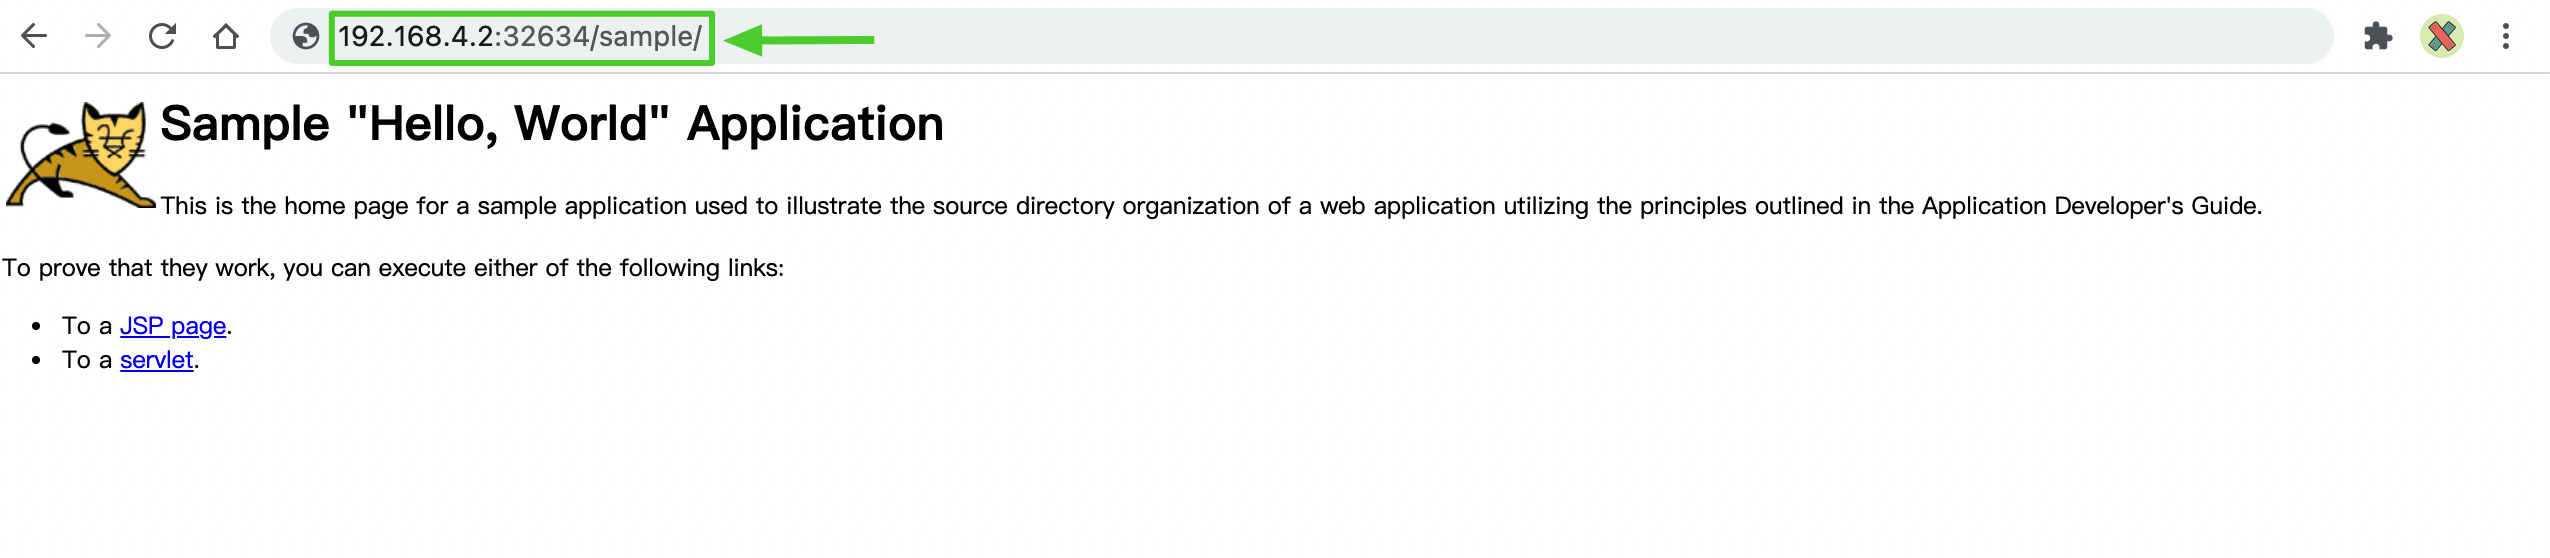 192.168.4.2:32634/sample/
Sample "Hello, World" Application
This is the home page for a sample application used to illustrate the source directory organization of a web application utilizing the principles outlined in the Application Developer's Guide.
To prove that they work, you can execute either of the following links:
• To a JSP page.
• To a servlet.